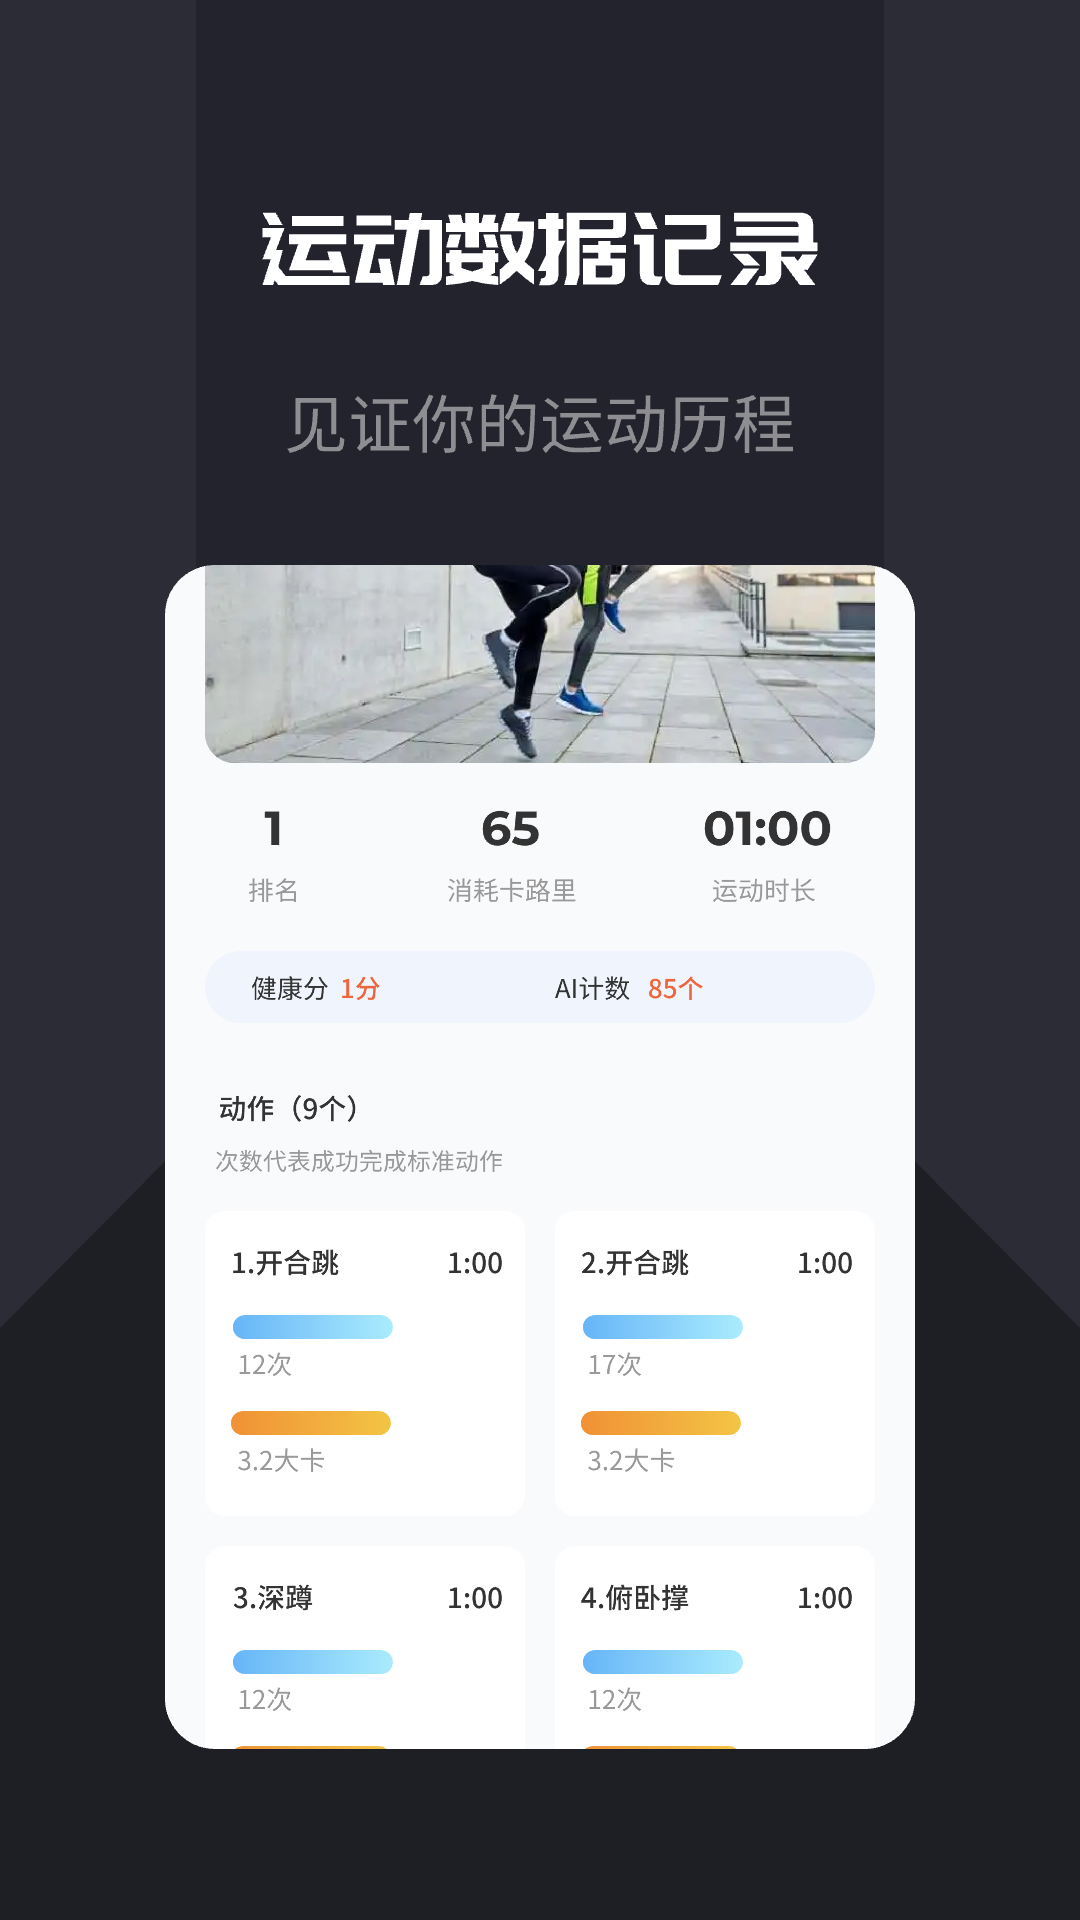 运动数据记录
见证你的运动历程
1 65 01:00
排名 消耗卡路里 运动时长
健康分 1分 AI计数 85个
动作（9个）
次数代表成功完成标准动作
1.开合跳 1:00 2.开合跳 1:00
12次 17次
3.2大卡 3.2大卡
3.深蹲 1:00 4.俯卧撑 1:00
12次 12次